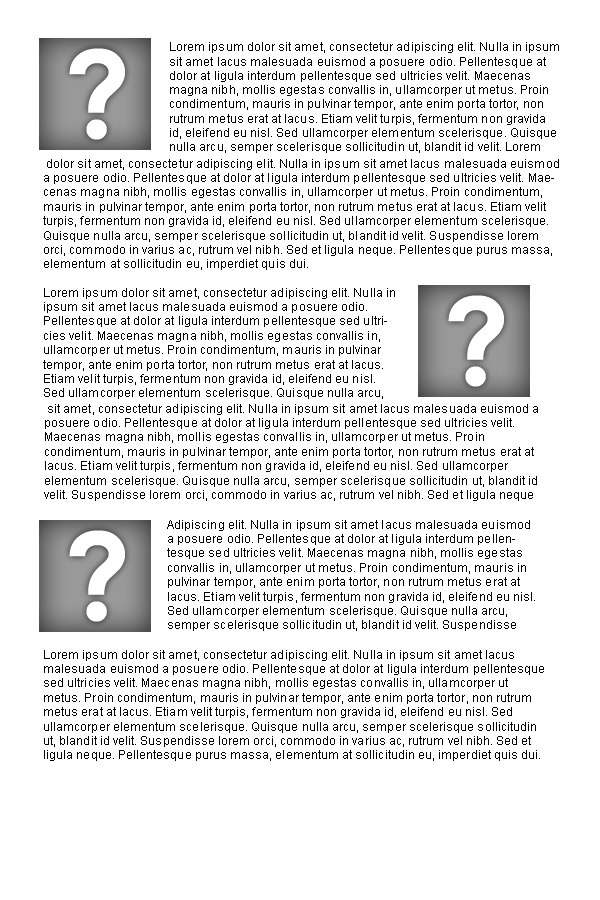 Lorem ipsum dolor sit amet, consectetur adipiscing elit. Nulla in ipsum
sit amet lacus malesuada euismod a posuere odio. Pellentesque at
dolor at ligula interdum pellentesque sed ultricies velit. Maecenas
magna nibh, mollis egestas convallis in, ullamcorper ut metus. Proin
condimentum, mauris in pulvinar tempor, ante enim porta tortor, non
rutrum metus erat at lacus. Etiam velit turpis, fermentum non gravida
id, eleifend eu nisl. Sed ullamcorper elementum scelerisque. Quisque
nulla arcu, semper scelerisque sollicitudin ut, blandit id velit. Lorem
dolor sit amet, consectetur adipiscing elit. Nulla in ipsum sit amet lacus malesuada euismod
a posuere odio. Pellentesque at dolor at ligula interdum pellentesque sed ultricies velit. Mae-
cenas magna nibh, mollis egestas convallis in, ullamcorper ut metus. Proin condimentum,
mauris in pulvinar tempor, ante enim porta tortor, non rutrum metus erat at lacus. Etiam velit
turpis, fermentum non gravida id, eleifend eu nisl. Sed ullamcorper elementum scelerisque.
Quisque nulla arcu, semper scelerisque sollicitudin ut, blandit id velit. Suspendisse lorem
orci, commodo in varius ac, rutrum vel nibh. Sed et ligula neque. Pellentesque purus massa,
elementum at sollicitudin eu, imperdiet quis dui.
Lorem ipsum dolor sit amet, consectetur adipiscing elit. Nulla in
ipsum sit amet lacus malesuada euismod a posuere odio.
Pellentesque at dolor at ligula interdum pellentesque sed ultri-
cies velit. Maecenas magna nibh, mollis egestas convallis in,
ullamcorper ut metus. Proin condimentum, mauris in pulvinar
tempor, ante enim porta tortor, non rutrum metus erat at lacus.
Etiam velit turpis, fermentum non gravida id, eleifend eu nisl.
Sed ullamcorper elementum scelerisque. Quisque nulla arcu,
sit amet, consectetur adipiscing elit. Nulla in ipsum sit amet lacus malesuada euismod a
posuere odio. Pellentesque at dolor at ligula interdum pellentesque sed ultricies velit.
Maecenas magna nibh, mollis egestas convallis in, ullamcorper ut metus. Proin
condimentum, mauris in pulvinar tempor, ante enim porta tortor, non rutrum metus erat at
lacus. Etiam velit turpis, fermentum non gravida id, eleifend eu nisl. Sed ullamcorper
elementum scelerisque. Quisque nulla arcu, semper scelerisque sollicitudin ut, blandit id
velit. Suspendisse lorem orci, commodo in varius ac, rutrum vel nibh. Sed et ligula neque
Adipiscing elit. Nulla in ipsum sit amet lacus malesuada euismod
a posuere odio. Pellentesque at dolor at ligula interdum pellen-
tesque sed ultricies velit. Maecenas magna nibh, mollis egestas
convallis in, ullamcorper ut metus. Proin condimentum, mauris in
pulvinar tempor, ante enim porta tortor, non rutrum metus erat at
lacus. Etiam velit turpis, fermentum non gravida id, eleifend eu nisl.
Sed ullamcorper elementum scelerisque. Quisque nulla arcu,
semper scelerisque sollicitudin ut, blandit id velit. Suspendisse
Lorem ipsum dolor sit amet, consectetur adipiscing elit. Nulla in ipsum sit amet lacus
malesuada euismod a posuere odio. Pellentesque at dolor at ligula interdum pellentesque
sed ultricies velit. Maecenas magna nibh, mollis egestas convallis in, ullamcorper ut
metus. Proin condimentum, mauris in pulvinar tempor, ante enim porta tortor, non rutrum
metus erat at lacus. Etiam velit turpis, fermentum non gravida id, eleifend eu nisl. Sed
ullamcorper elementum scelerisque. Quisque nulla arcu, semper scelerisque sollicitudin
ut, blandit id velit. Suspendisse lorem orci, commodo in varius ac, rutrum vel nibh. Sed et
ligula neque. Pellentesque purus massa, elementum at sollicitudin eu, imperdiet quis dui.